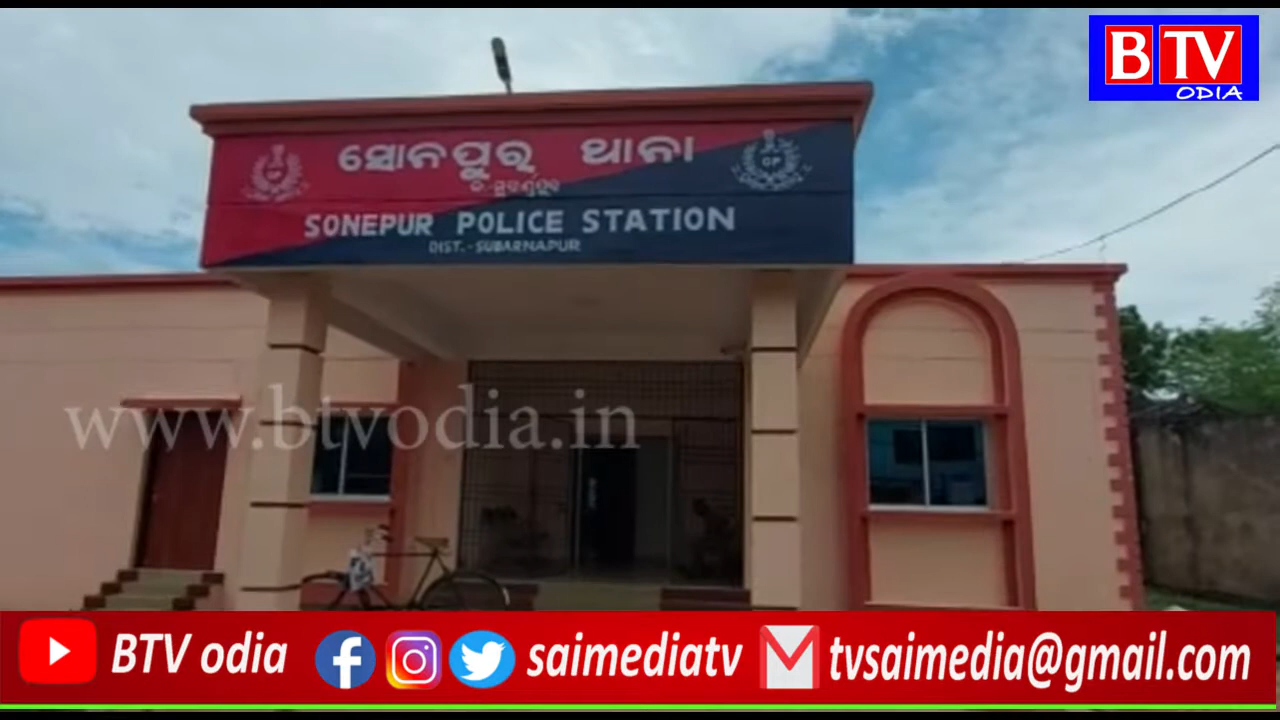 BTV
ODIA
ସୋନପୁର ଥାନା
SONEPUR POLICE STATION
DIST.-SUBARNAPUR
www.btvodia.in
BTV odia saimediatv tvsaimedia@gmail.com